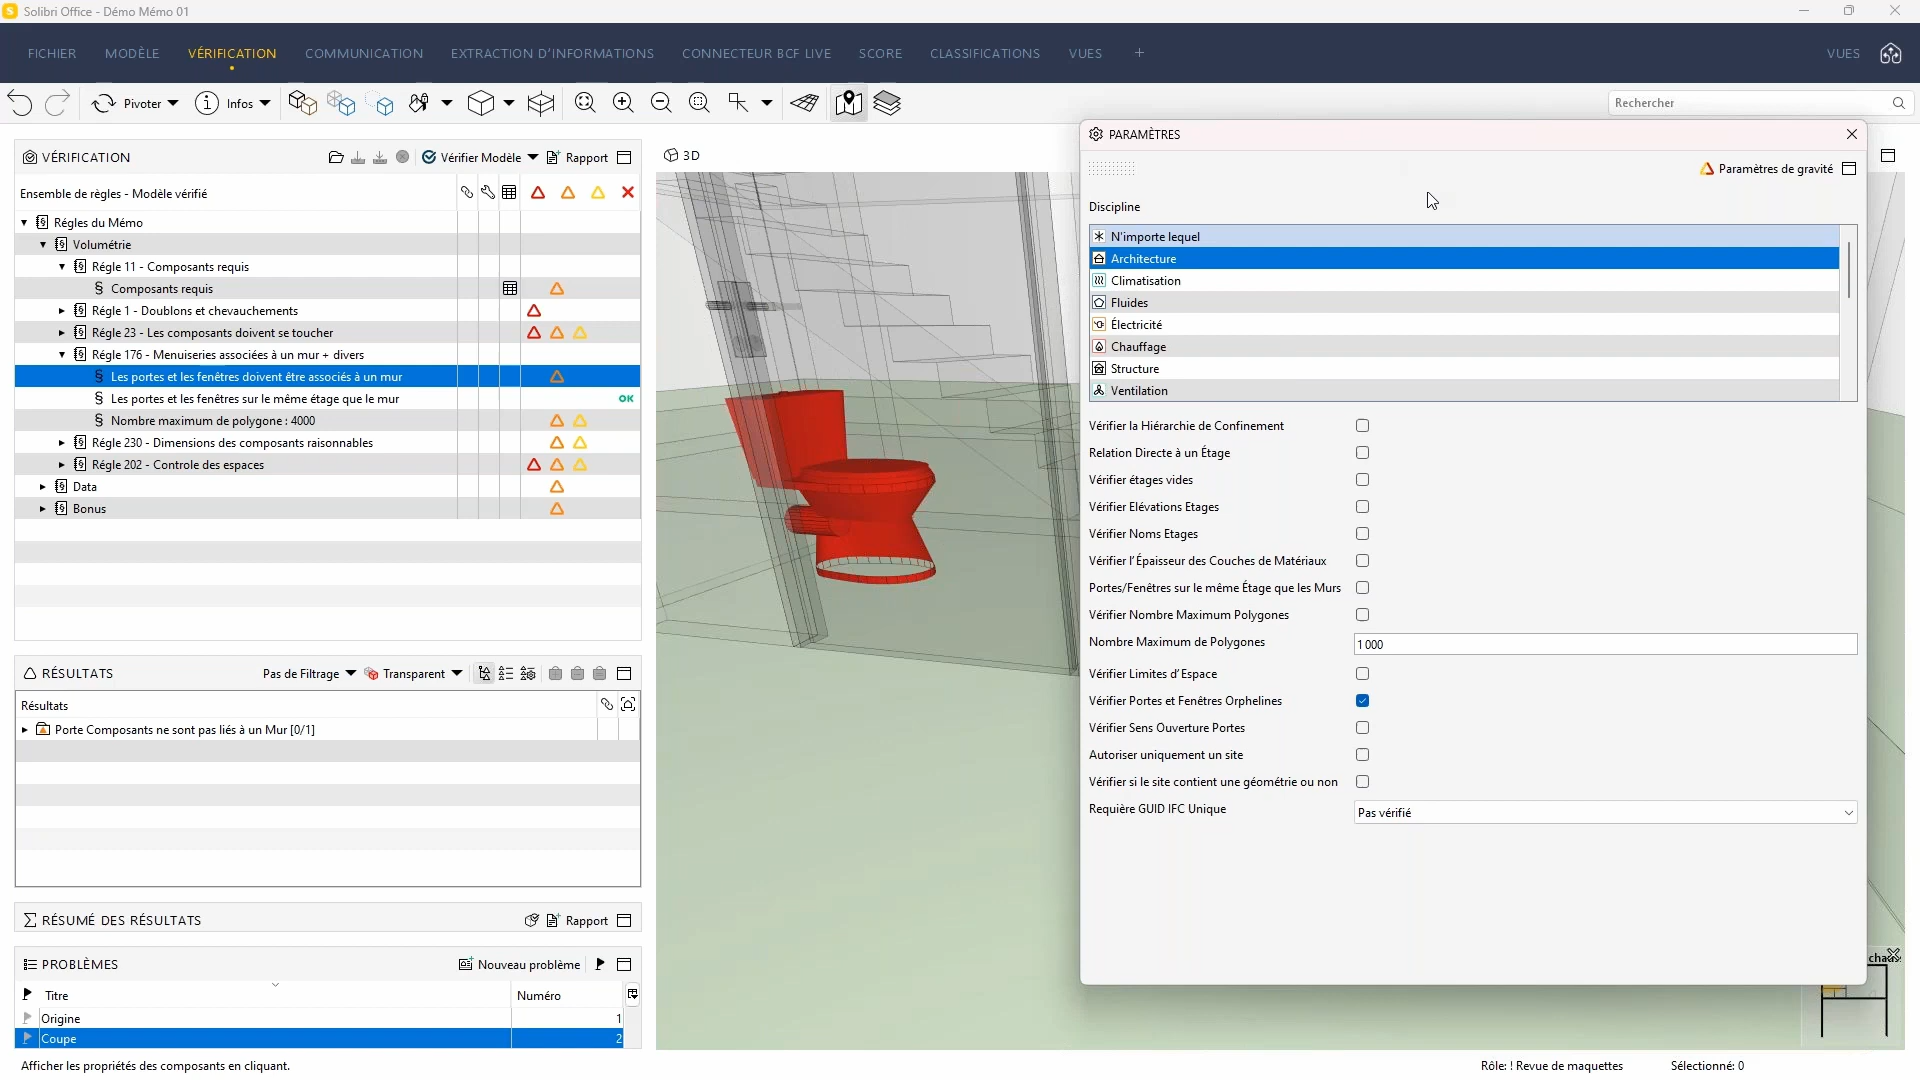 Solibri Office - Démo Mémo 01
FICHIER MODÈLE VÉRIFICATION COMMUNICATION EXTRACTION D'INFORMATIONS CONNECTEUR BCF LIVE SCORE CLASSIFICATIONS VUES + VUES
Pivoter Infos Rechercher
VÉRIFICATION Vérifier Modèle Rapport
Ensemble de règles - Modèle vérifié
Régles du Mémo
Volumétrie
Régle 11 - Composants requis
§ Composants requis
Régle 1 - Doublons et chevauchements
Régle 23 - Les composants doivent se toucher
Régle 176 - Menuiseries associées à un mur + divers
§ Les portes et les fenêtres doivent être associés à un mur
§ Les portes et les fenêtres sur le même étage que le mur OK
§ Nombre maximum de polygone : 4000
Régle 230 - Dimensions des composants raisonnables
Régle 202 - Controle des espaces
Data
Bonus
RÉSULTATS Pas de Filtrage Transparent
Résultats
Porte Composants ne sont pas liés à un Mur [0/1]
RÉSUMÉ DES RÉSULTATS Rapport
PROBLÈMES Nouveau problème
Titre Numéro
Origine 1
Coupe 2
3D
PARAMÈTRES
Paramètres de gravité
Discipline
N'importe lequel
Architecture
Climatisation
Fluides
Électricité
Chauffage
Structure
Ventilation
Vérifier la Hiérarchie de Confinement
Relation Directe à un Étage
Vérifier étages vides
Vérifier Elévations Etages
Vérifier Noms Etages
Vérifier l'Épaisseur des Couches de Matériaux
Portes/Fenêtres sur le même Étage que les Murs
Vérifier Nombre Maximum Polygones
Nombre Maximum de Polygones 1 000
Vérifier Limites d'Espace
Vérifier Portes et Fenêtres Orphelines
Vérifier Sens Ouverture Portes
Autoriser uniquement un site
Vérifier si le site contient une géométrie ou non
Requière GUID IFC Unique Pas vérifié
Afficher les propriétés des composants en cliquant. Rôle: ! Revue de maquettes Sélectionné: 0